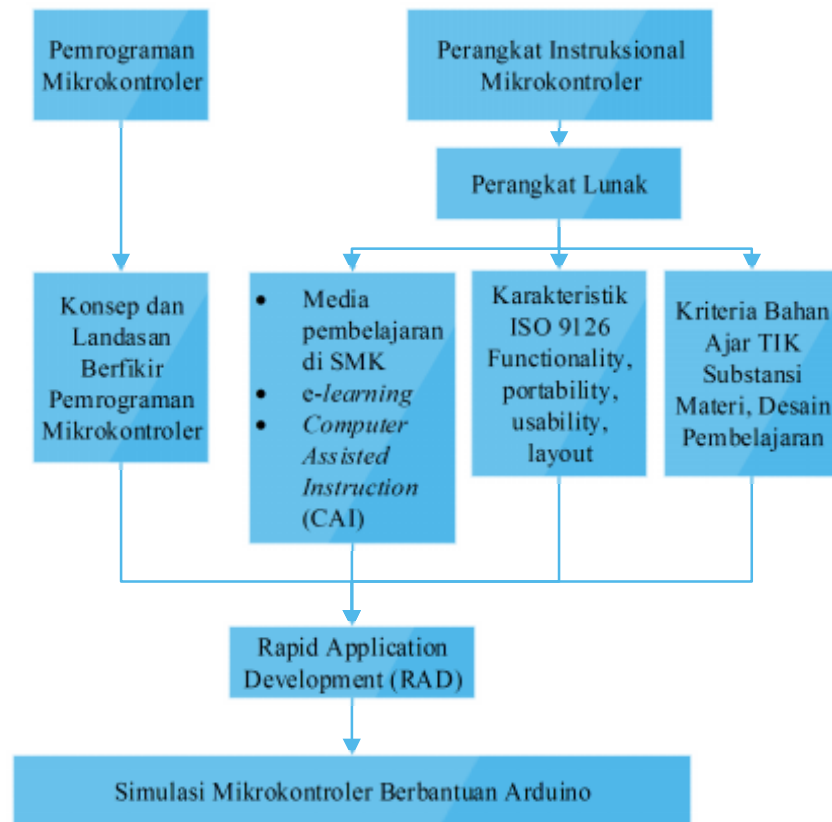 Pemrograman
Mikrokontroler
Perangkat Instruksional
Mikrokontroler
Perangkat Lunak
Konsep dan
Landasan
Berfikir
Pemrograman
Mikrokontroler
• Media
pembelajaran
di SMK
• e-learning
• Computer
Assisted
Instruction
(CAI)
Karakteristik
ISO 9126
Functionality,
portability,
usability,
layout
Kriteria Bahan
Ajar TIK
Substansi
Materi, Desain
Pembelajaran
Rapid Application
Development (RAD)
Simulasi Mikrokontroler Berbantuan Arduino